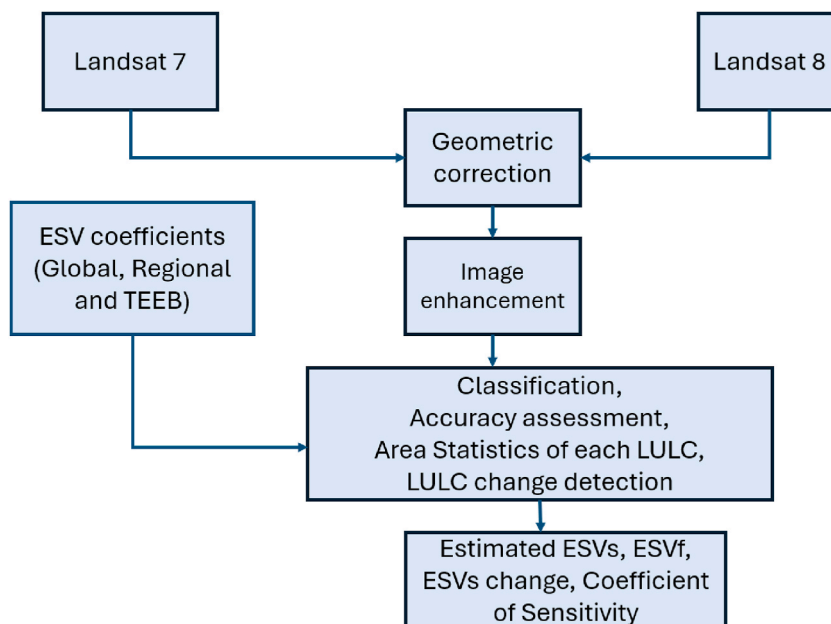 Landsat 7
Landsat 8
Geometric
correction
ESV coefficients
(Global, Regional
and TEEB)
Image
enhancement
Classification,
Accuracy assessment,
Area Statistics of each LULC,
LULC change detection
Estimated ESVs, ESVf,
ESVs change, Coefficient
of Sensitivity